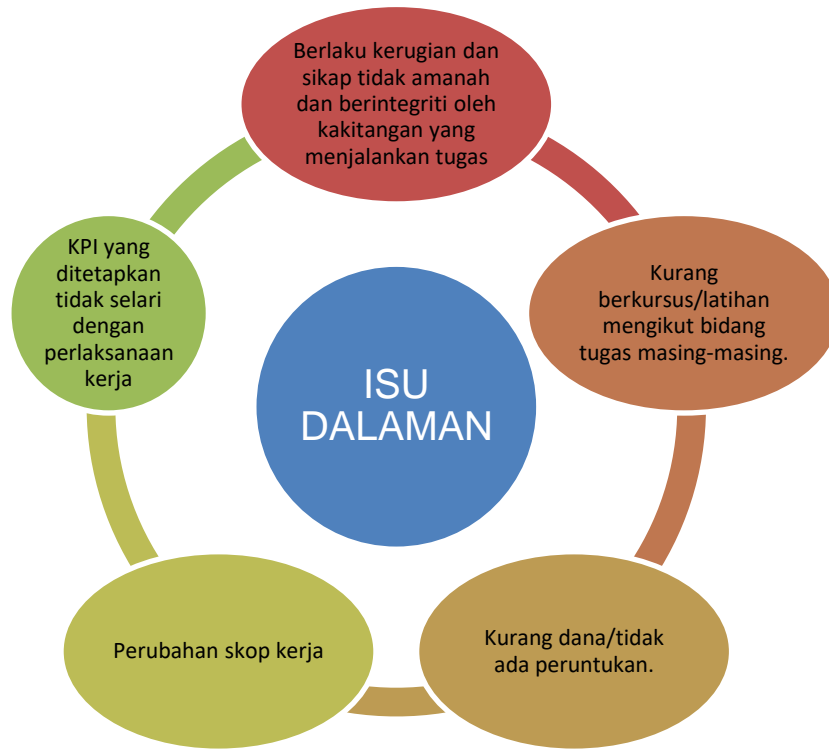 Berlaku kerugian dan
sikap tidak amanah
dan berintegriti oleh
kakitangan yang
menjalankan tugas
Kurang
berkursus/latihan
mengikut bidang
tugas masing-masing.
Kurang dana/tidak
ada peruntukan.
Perubahan skop kerja
KPI yang
ditetapkan
tidak selari
dengan
perlaksanaan
kerja
ISU
DALAMAN